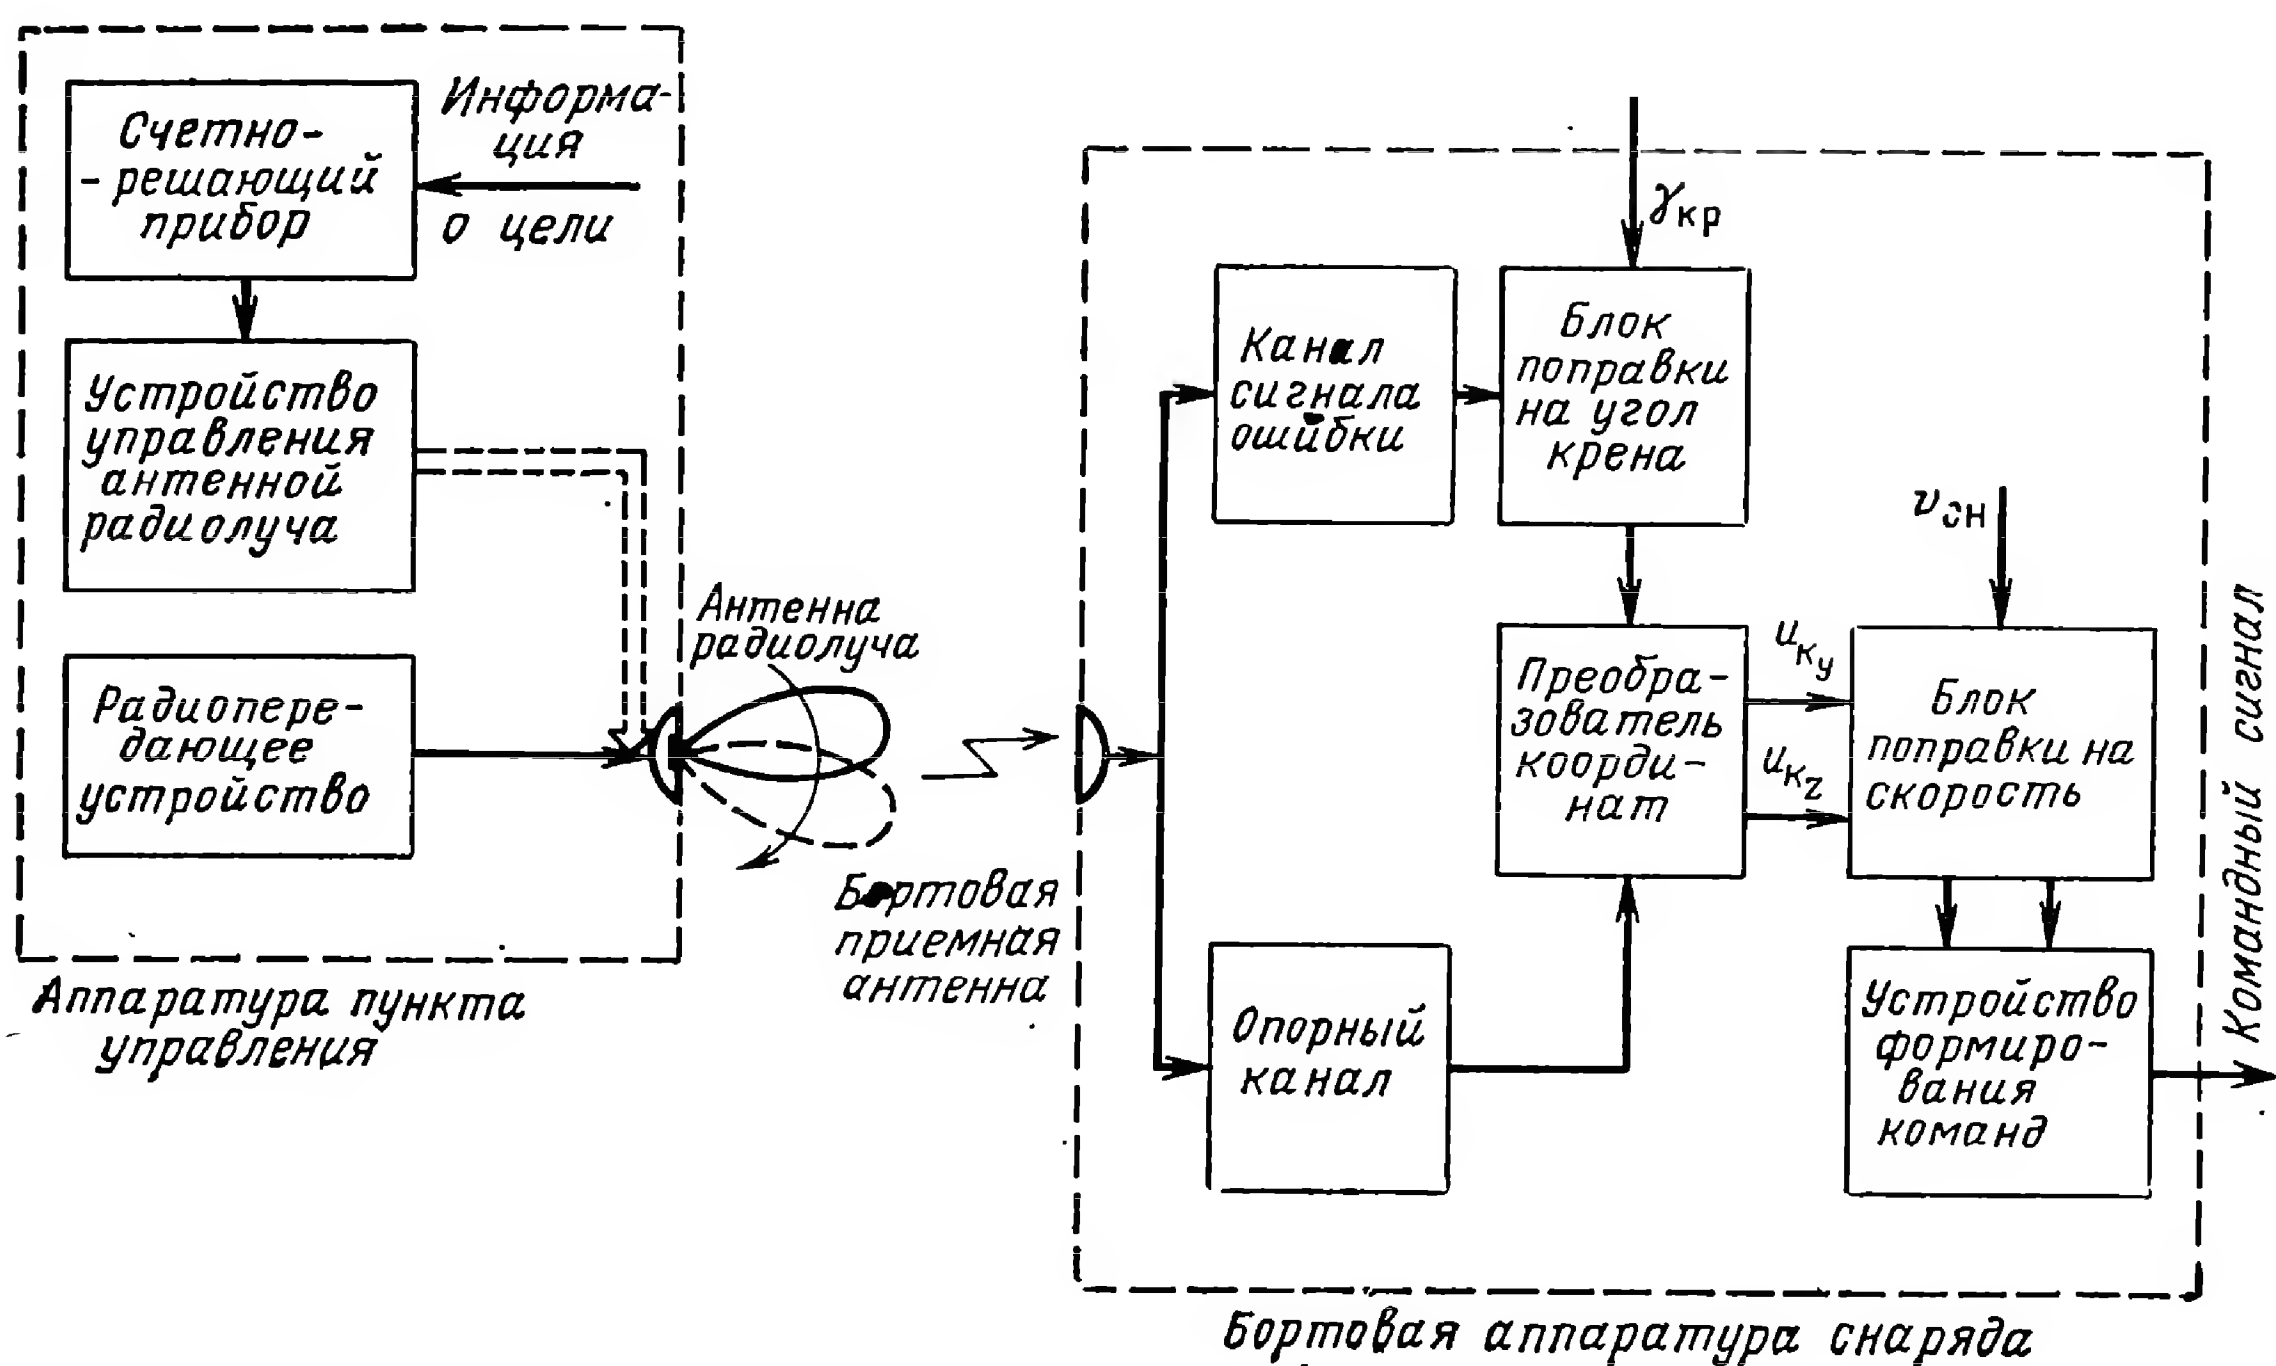 Счетно-
-решающий
прибор
Информа-
ция
о цели
Устройство
управления
антенной
радиолуча
Радиопере-
дающее
устройство
Аппаратура пункта
управления
Антенна
радиолуча
Бортовая
приемная
антенна
γкр
Канал
сигнала
ошибки
Блок
поправки
на угол
крена
vсн
Преобра-
зователь
коорди-
нат
uкy
uкz
Блок
поправки на
скорость
Опорный
канал
Устройство
формиро-
вания
команд
Командный сигнал
Бортовая аппаратура снаряда